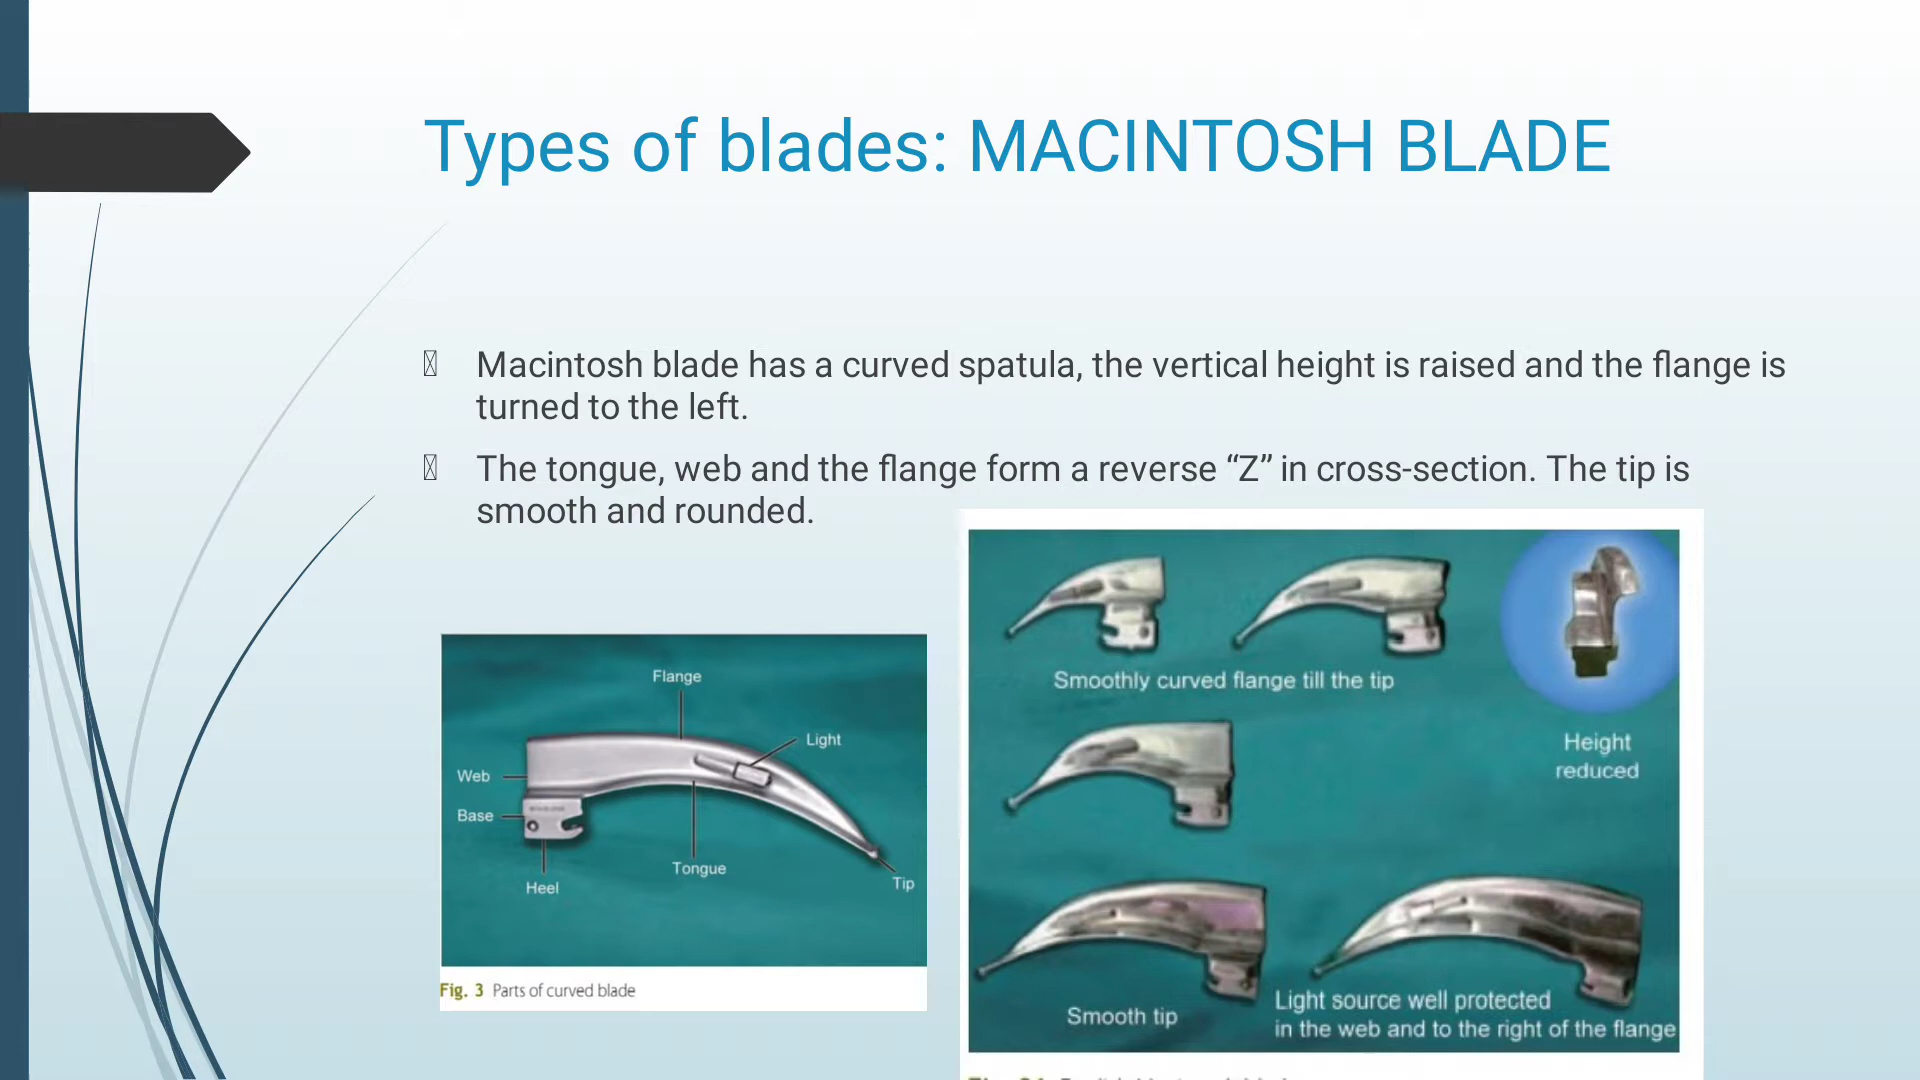 Types of blades: MACINTOSH BLADE
Macintosh blade has a curved spatula, the vertical height is raised and the flange is
turned to the left.
The tongue, web and the flange form a reverse “Z” in cross-section. The tip is
smooth and rounded.
Flange
Light
Web
Base
Tongue
Heel
Tip
Fig. 3 Parts of curved blade
Smoothly curved flange till the tip
Height
reduced
Smooth tip
Light source well protected
in the web and to the right of the flange